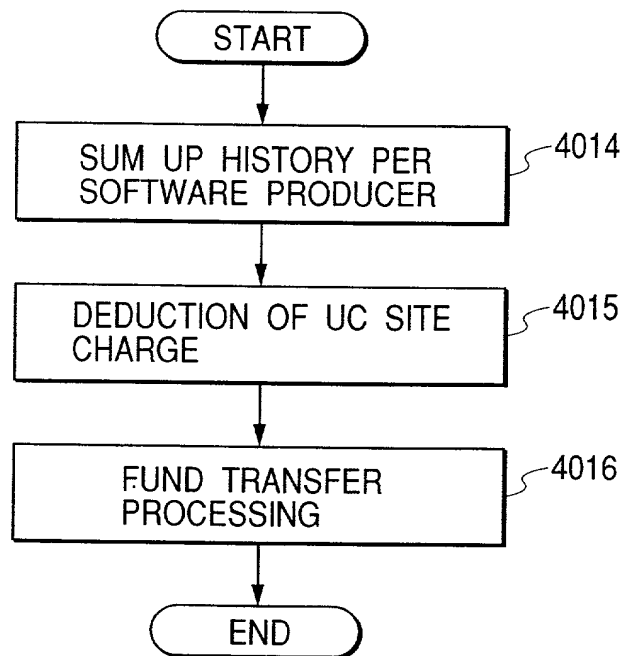 START
SUM UP HISTORY PER
SOFTWARE PRODUCER
4014
DEDUCTION OF UC SITE
CHARGE
4015
FUND TRANSFER
PROCESSING
4016
END